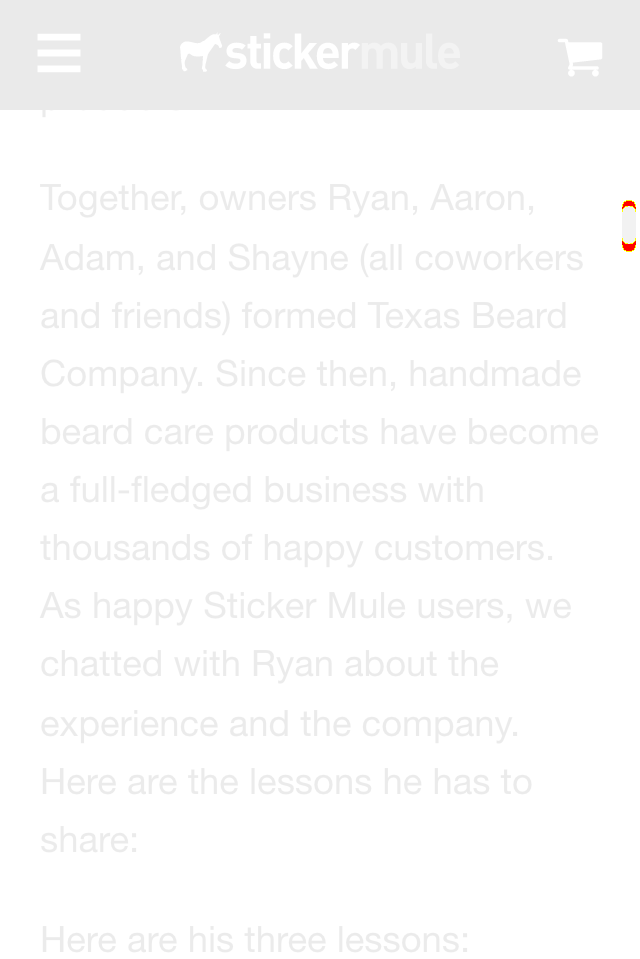 stickermule
Together, owners Ryan, Aaron,
Adam, and Shayne (all coworkers
and friends) formed Texas Beard
Company. Since then, handmade
beard care products have become
a full-fledged business with
thousands of happy customers.
As happy Sticker Mule users, we
chatted with Ryan about the
experience and the company.
Here are the lessons he has to
share:
Here are his three lessons: